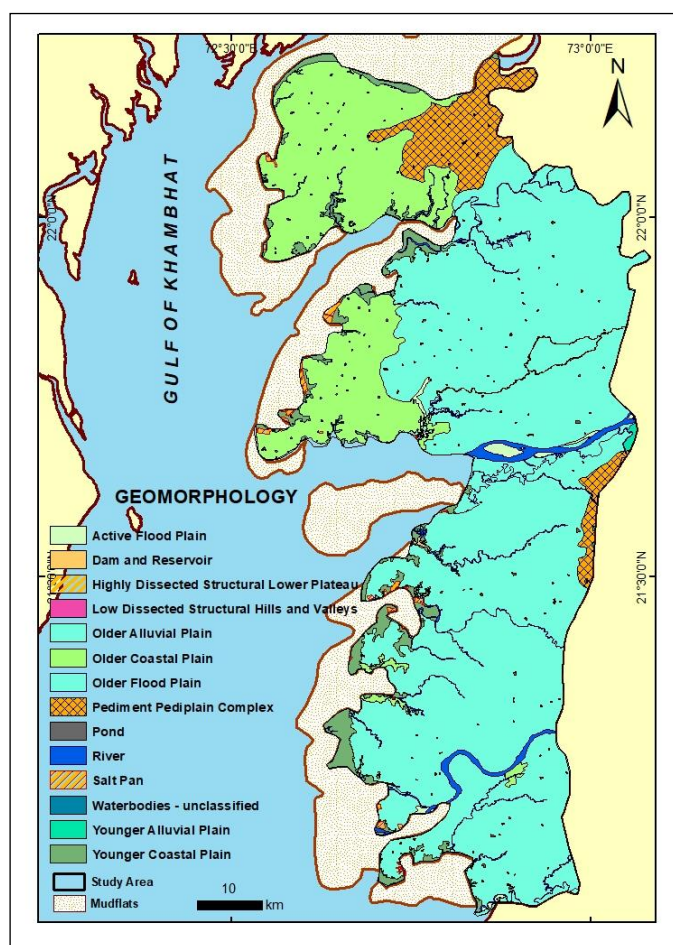 72°30'0"E
73°0'0"E
N
22°0'0"N
22°0'0"N
GULF OF KHAMBHAT
GEOMORPHOLOGY
Active Flood Plain
Dam and Reservoir
Highly Dissected Structural Lower Plateau
Low Dissected Structural Hills and Valleys
Older Alluvial Plain
Older Coastal Plain
Older Flood Plain
Pediment Pediplain Complex
Pond
River
Salt Pan
Waterbodies - unclassified
Younger Alluvial Plain
Younger Coastal Plain
Study Area
Mudflats
21°30'0"N
10
km